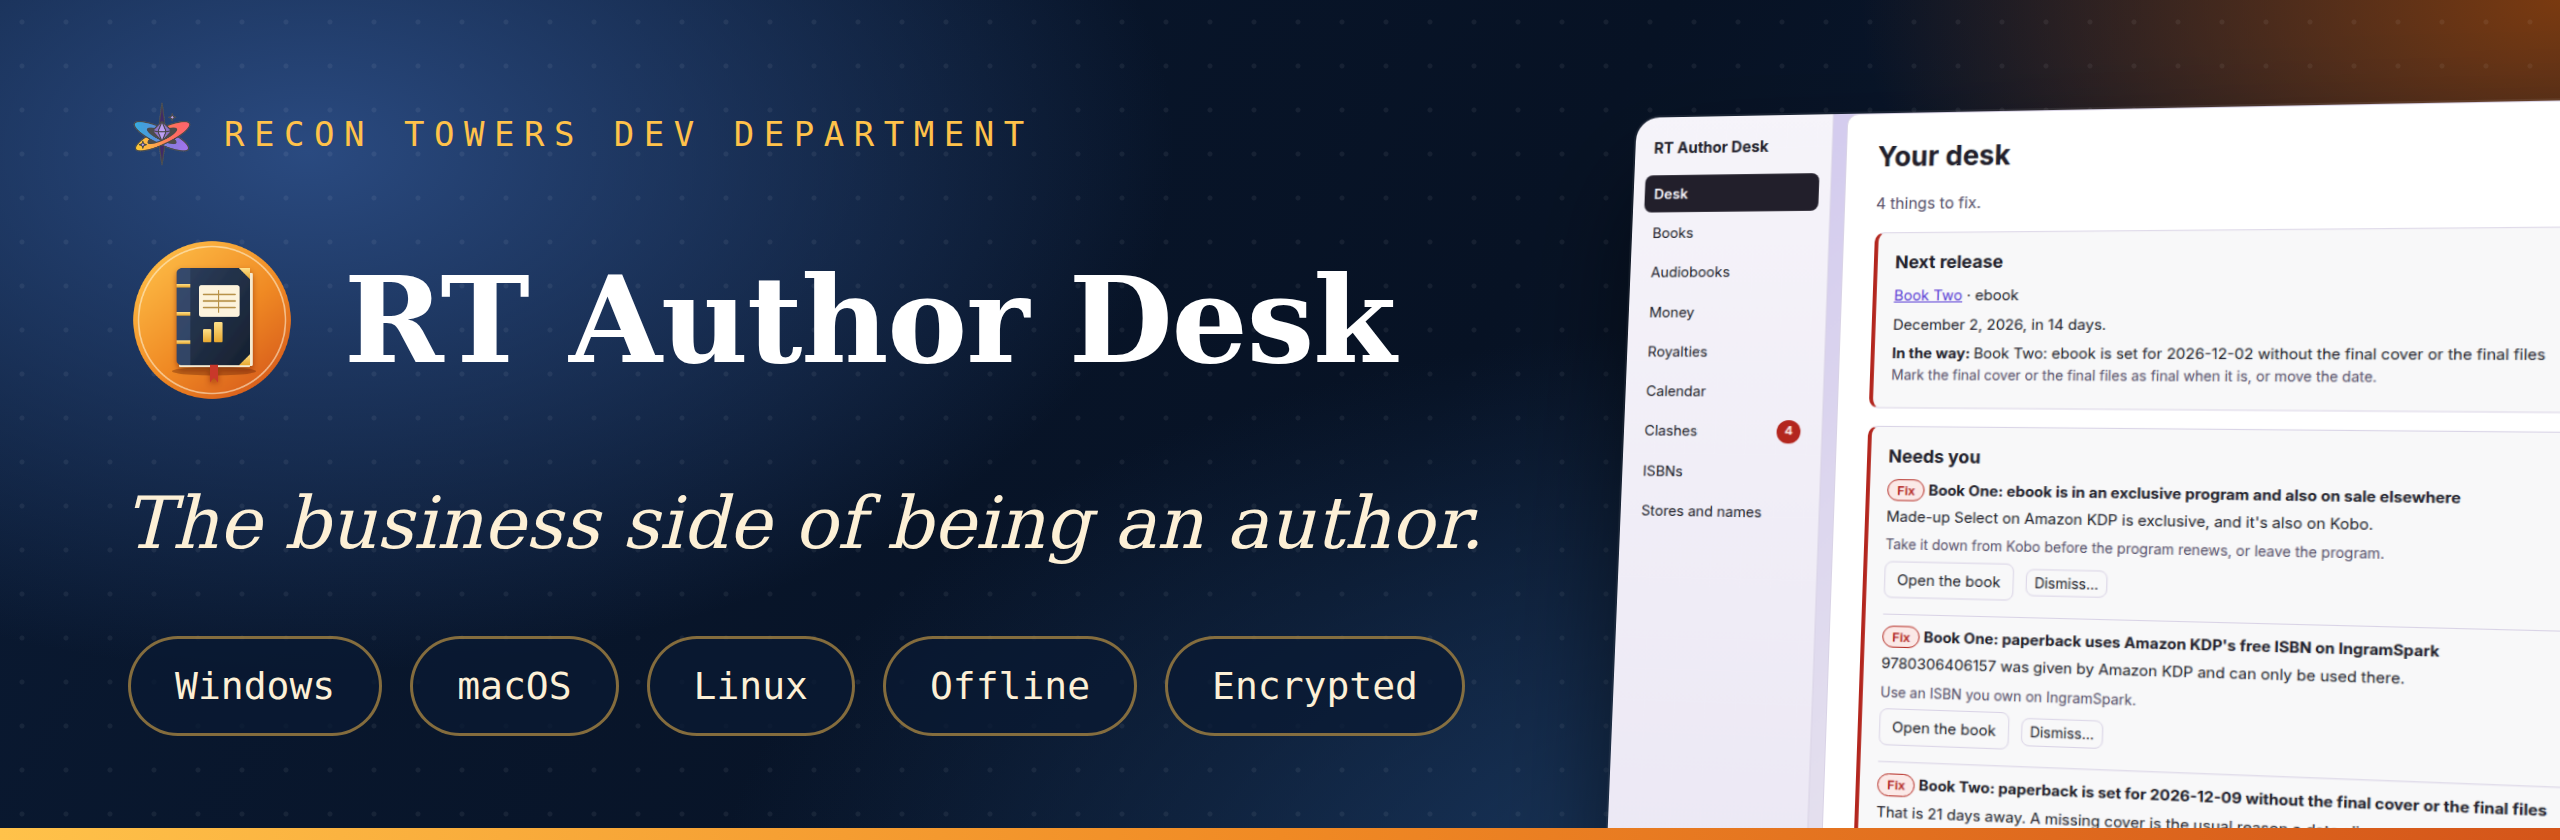 RECON TOWERS DEV DEPARTMENT
RT Author Desk
The business side of being an author.
Windows
macOS
Linux
Offline
Encrypted
RT Author Desk
Desk
Books
Audiobooks
Money
Royalties
Calendar
Clashes
4
ISBNs
Stores and names
Your desk
4 things to fix.
Next release
Book Two · ebook
December 2, 2026, in 14 days.
In the way: Book Two: ebook is set for 2026-12-02 without the final cover or the final files
Mark the final cover or the final files as final when it is, or move the date.
Needs you
Fix Book One: ebook is in an exclusive program and also on sale elsewhere
Made-up Select on Amazon KDP is exclusive, and it's also on Kobo.
Take it down from Kobo before the program renews, or leave the program.
Open the book Dismiss...
Fix Book One: paperback uses Amazon KDP's free ISBN on IngramSpark
9780306406157 was given by Amazon KDP and can only be used there.
Use an ISBN you own on IngramSpark.
Open the book Dismiss...
Fix Book Two: paperback is set for 2026-12-09 without the final cover or the final files
That is 21 days away. A missing cover is the usual reason a